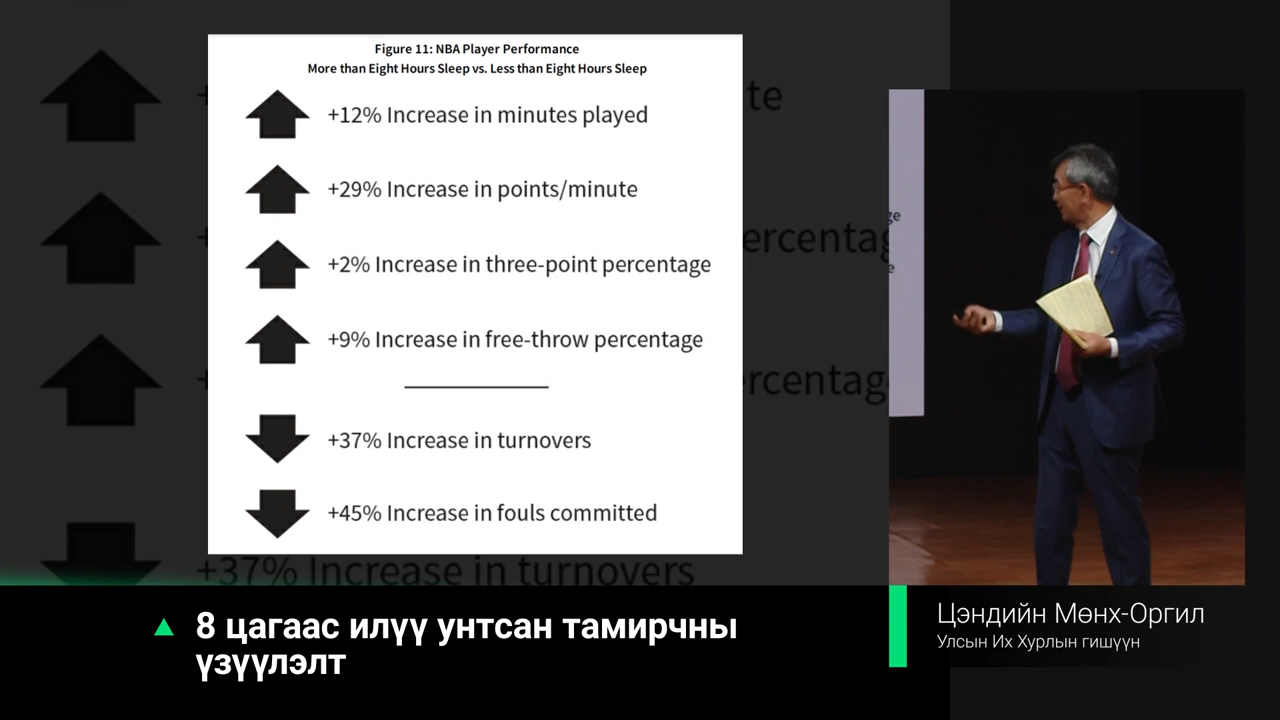 Figure 11: NBA Player Performance
More than Eight Hours Sleep vs. Less than Eight Hours Sleep
+12% Increase in minutes played
+29% Increase in points/minute
+2% Increase in three-point percentage
+9% Increase in free-throw percentage
+37% Increase in turnovers
+45% Increase in fouls committed
+37% Increase in turnovers
8 цагаас илүү унтсан тамирчны
үзүүлэлт
Цэндийн Мөнх-Оргил
Улсын Их Хурлын гишүүн